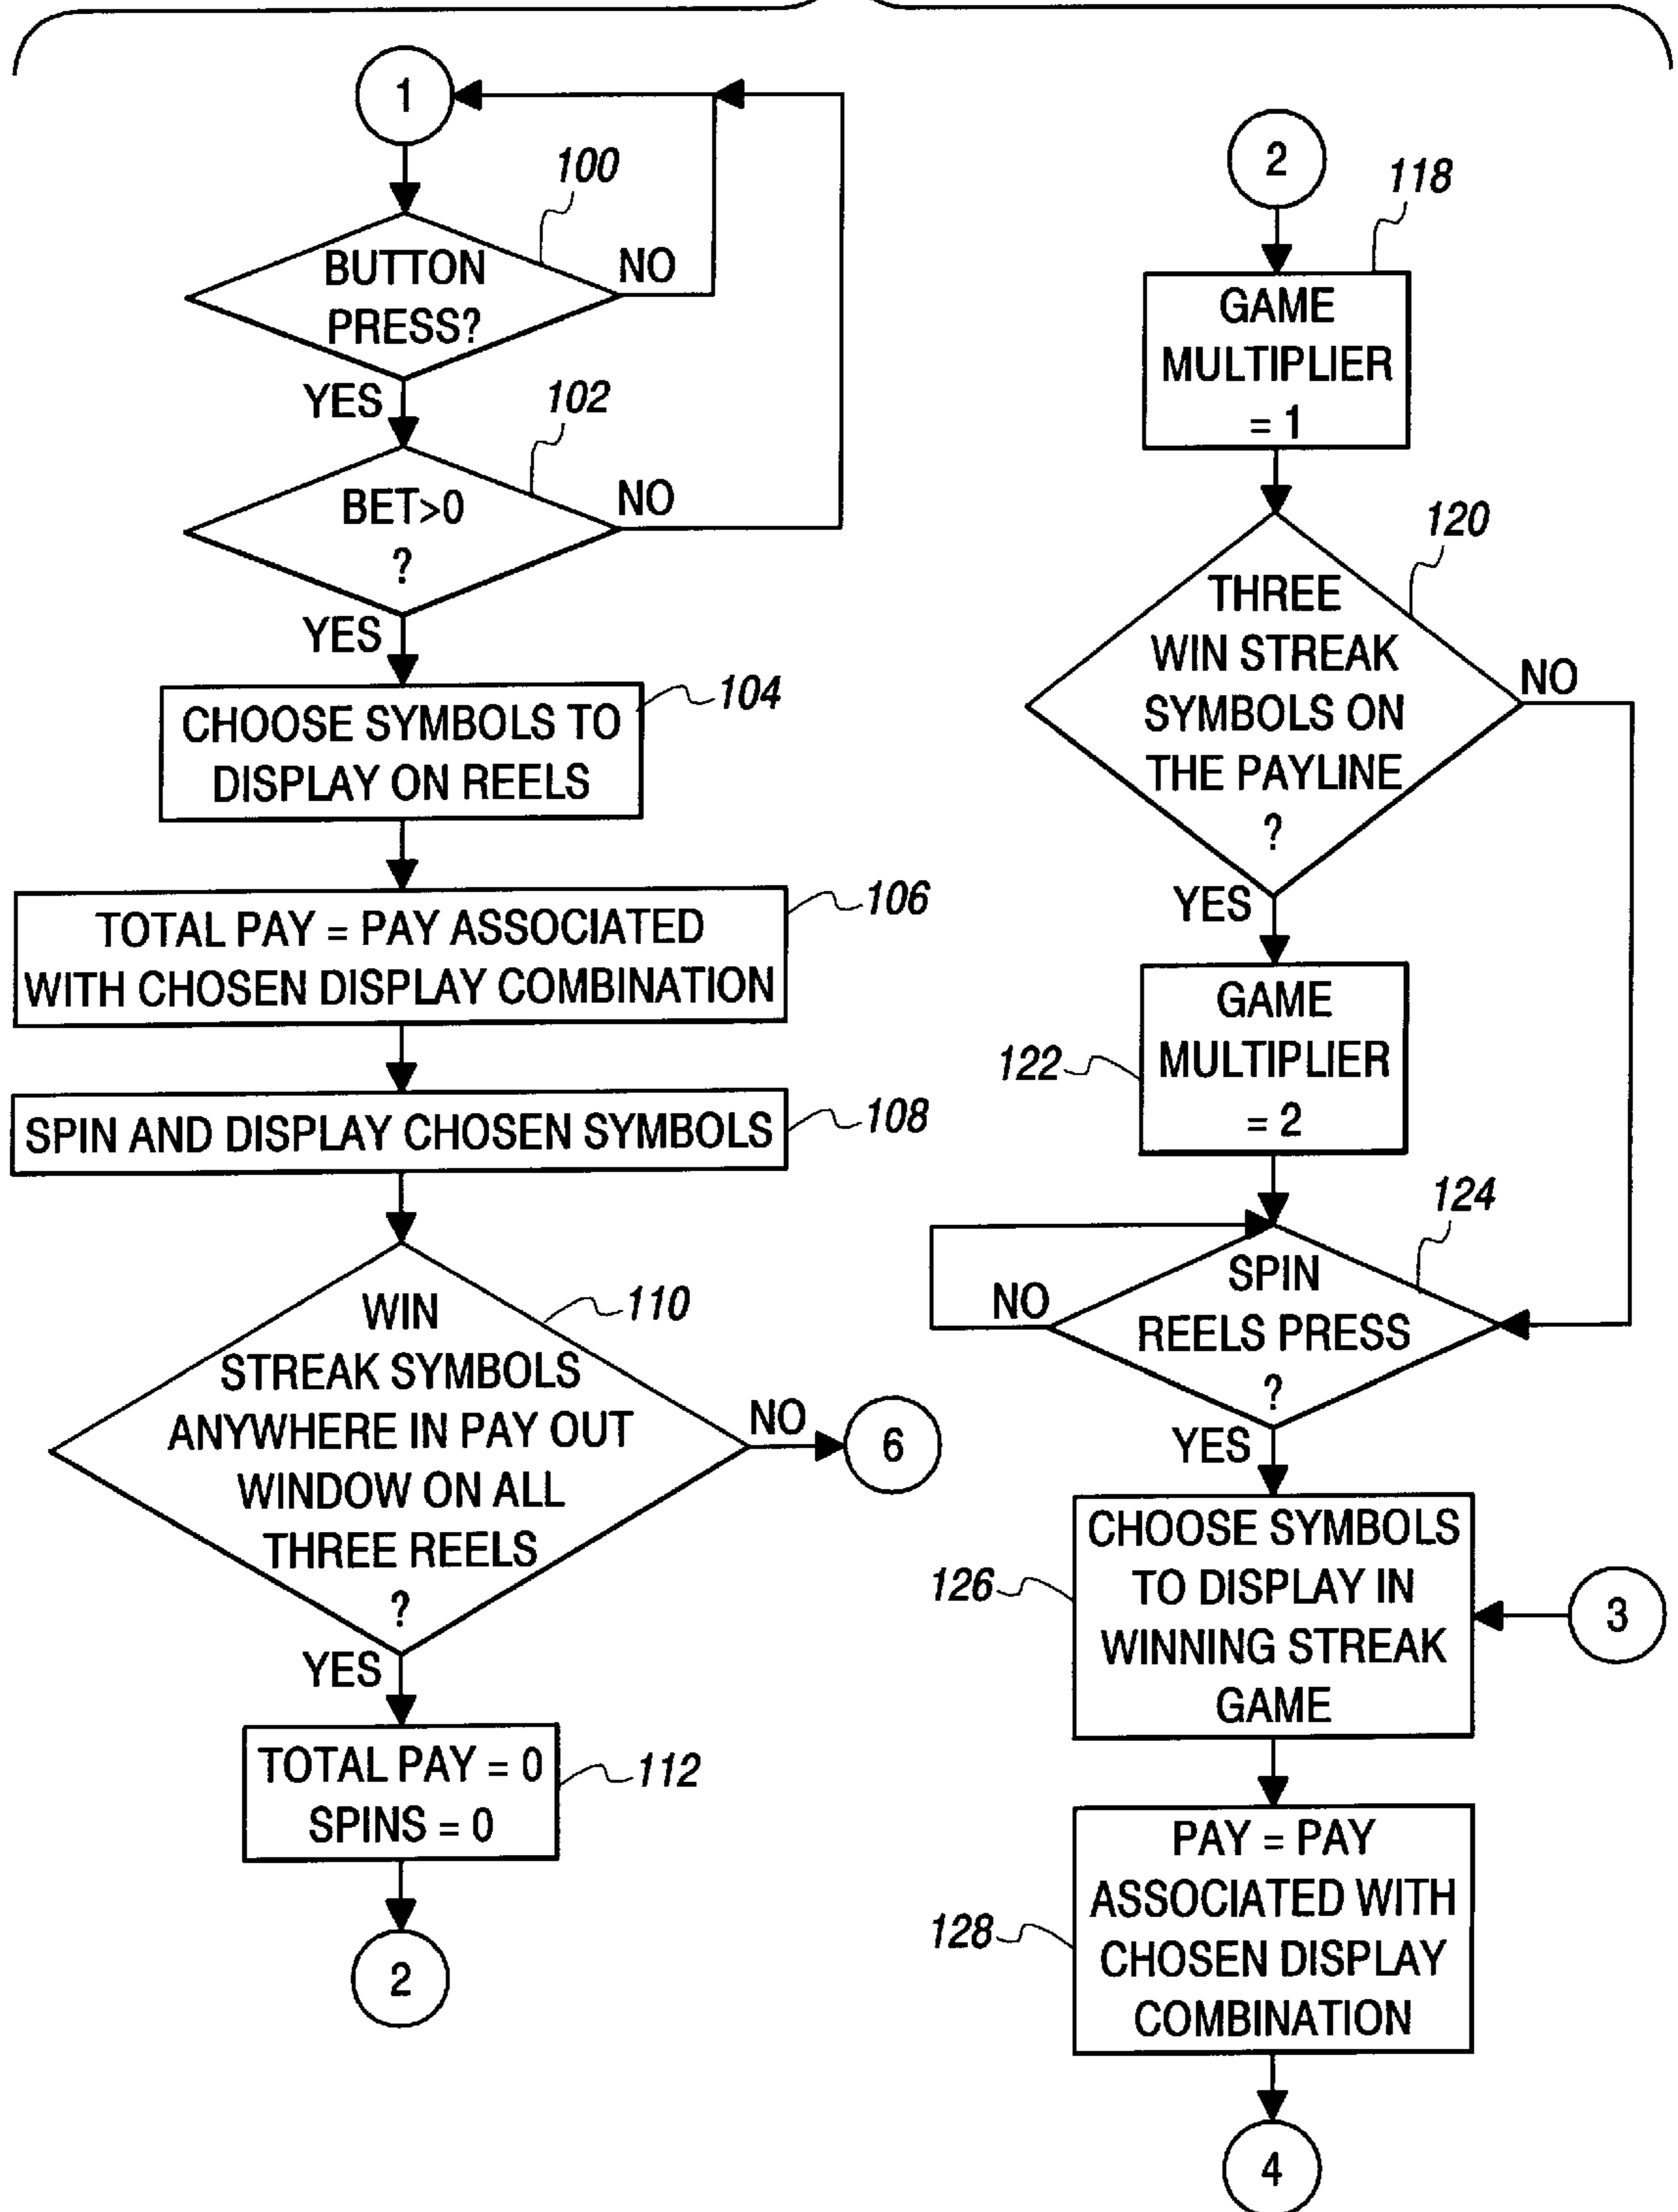 1
100
BUTTON
PRESS?
NO
YES
102
BET>0
?
NO
YES
104
CHOOSE SYMBOLS TO
DISPLAY ON REELS
106
TOTAL PAY = PAY ASSOCIATED
WITH CHOSEN DISPLAY COMBINATION
108
SPIN AND DISPLAY CHOSEN SYMBOLS
110
WIN
STREAK SYMBOLS
ANYWHERE IN PAY OUT
WINDOW ON ALL
THREE REELS
?
NO
6
YES
TOTAL PAY = 0
SPINS = 0
112
2
2
118
GAME
MULTIPLIER
= 1
120
THREE
WIN STREAK
SYMBOLS ON
THE PAYLINE
?
NO
YES
GAME
MULTIPLIER
= 2
122
124
SPIN
REELS PRESS
?
NO
YES
CHOOSE SYMBOLS
TO DISPLAY IN
WINNING STREAK
GAME
126
3
PAY = PAY
ASSOCIATED WITH
CHOSEN DISPLAY
COMBINATION
128
4